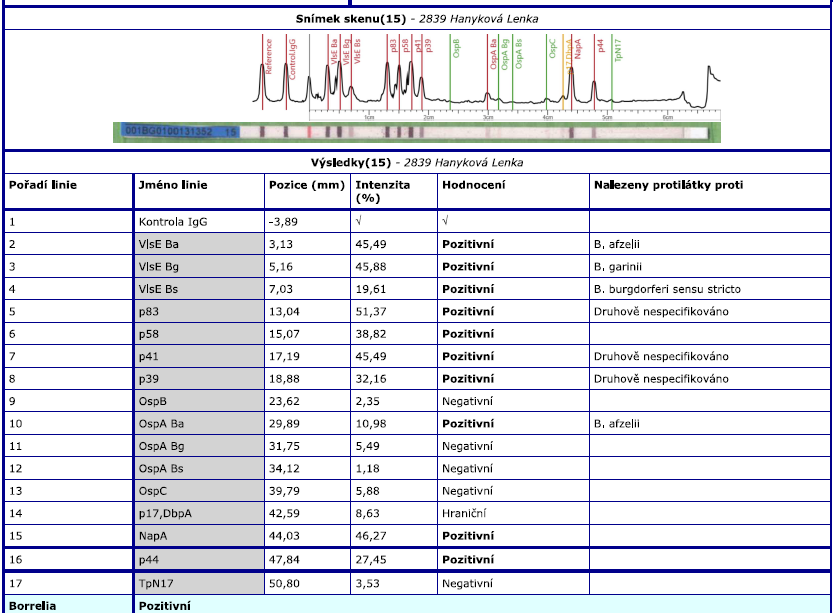 Snímek skenu(15) - 2839 Hanyková Lenka
Reference
Control.IgG
VlsE Ba
VlsE Bg
VlsE Bs
p83
p58
p41
p39
OspB
OspA Ba
OspA Bg
OspA Bs
OspC
17,DbpA
NapA
p44
TpN17
1cm 2cm 3cm 4cm 5cm 6cm
001BG0100131352 15
Výsledky(15) - 2839 Hanyková Lenka
Pořadí linie Jméno linie Pozice (mm) Intenzita (%) Hodnocení Nalezeny protilátky proti
1 Kontrola IgG -3,89 √ √
2 VlsE Ba 3,13 45,49 Pozitivní B. afzelii
3 VlsE Bg 5,16 45,88 Pozitivní B. garinii
4 VlsE Bs 7,03 19,61 Pozitivní B. burgdorferi sensu stricto
5 p83 13,04 51,37 Pozitivní Druhově nespecifikováno
6 p58 15,07 38,82 Pozitivní
7 p41 17,19 45,49 Pozitivní Druhově nespecifikováno
8 p39 18,88 32,16 Pozitivní Druhově nespecifikováno
9 OspB 23,62 2,35 Negativní
10 OspA Ba 29,89 10,98 Pozitivní B. afzelii
11 OspA Bg 31,75 5,49 Negativní
12 OspA Bs 34,12 1,18 Negativní
13 OspC 39,79 5,88 Negativní
14 p17,DbpA 42,59 8,63 Hraniční
15 NapA 44,03 46,27 Pozitivní
16 p44 47,84 27,45 Pozitivní
17 TpN17 50,80 3,53 Negativní
Borrelia Pozitivní